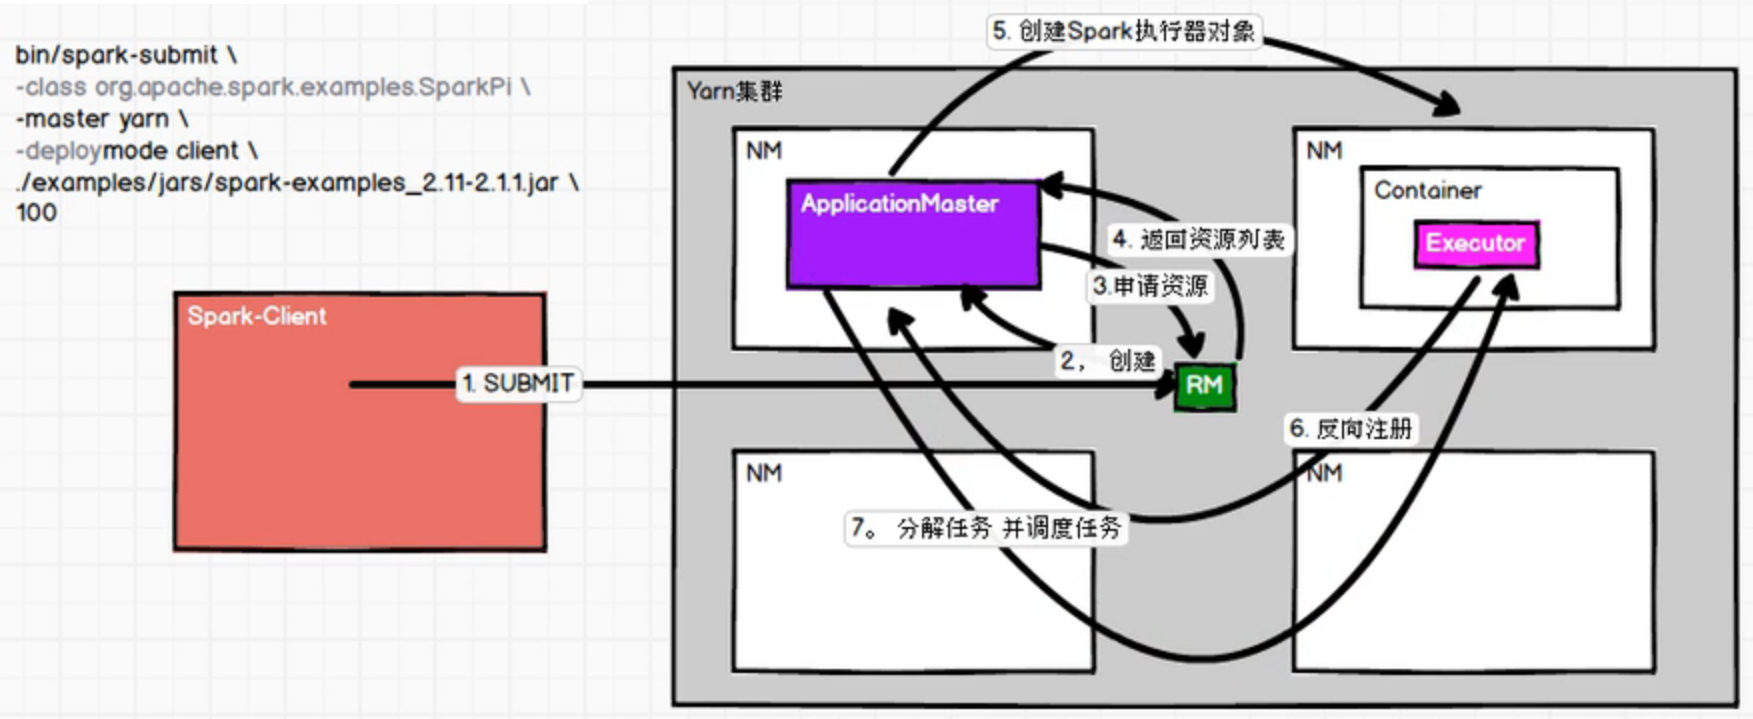 bin/spark-submit \
-class org.apache.spark.examples.SparkPi \
-master yarn \
-deploymode client \
./examples/jars/spark-examples_2.11-2.1.1.jar \
100
Spark-Client
1. SUBMIT
5. 创建Spark执行器对象
Yarn集群
NM
ApplicationMaster
NM
Container
Executor
4. 返回资源列表
3.申请资源
2， 创建
RM
6. 反向注册
NM
NM
7。 分解任务 并调度任务